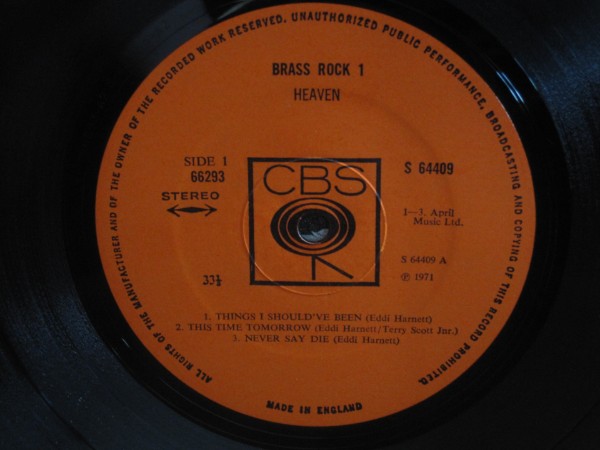 ALL RIGHTS OF THE MANUFACTURER AND OF THE OWNER OF THE RECORDED WORK RESERVED. UNAUTHORIZED PUBLIC PERFORMANCE, BROADCASTING AND COPYING OF THIS RECORD PROHIBITED.
BRASS ROCK 1
HEAVEN
SIDE 1
66293
STEREO
S 64409
CBS
1—3. April
Music Ltd.
S 64409 A
33⅓
℗ 1971
1. THINGS I SHOULD'VE BEEN (Eddi Harnett)
2. THIS TIME TOMORROW (Eddi Harnett/Terry Scott Jnr.)
3. NEVER SAY DIE (Eddi Harnett)
MADE IN ENGLAND